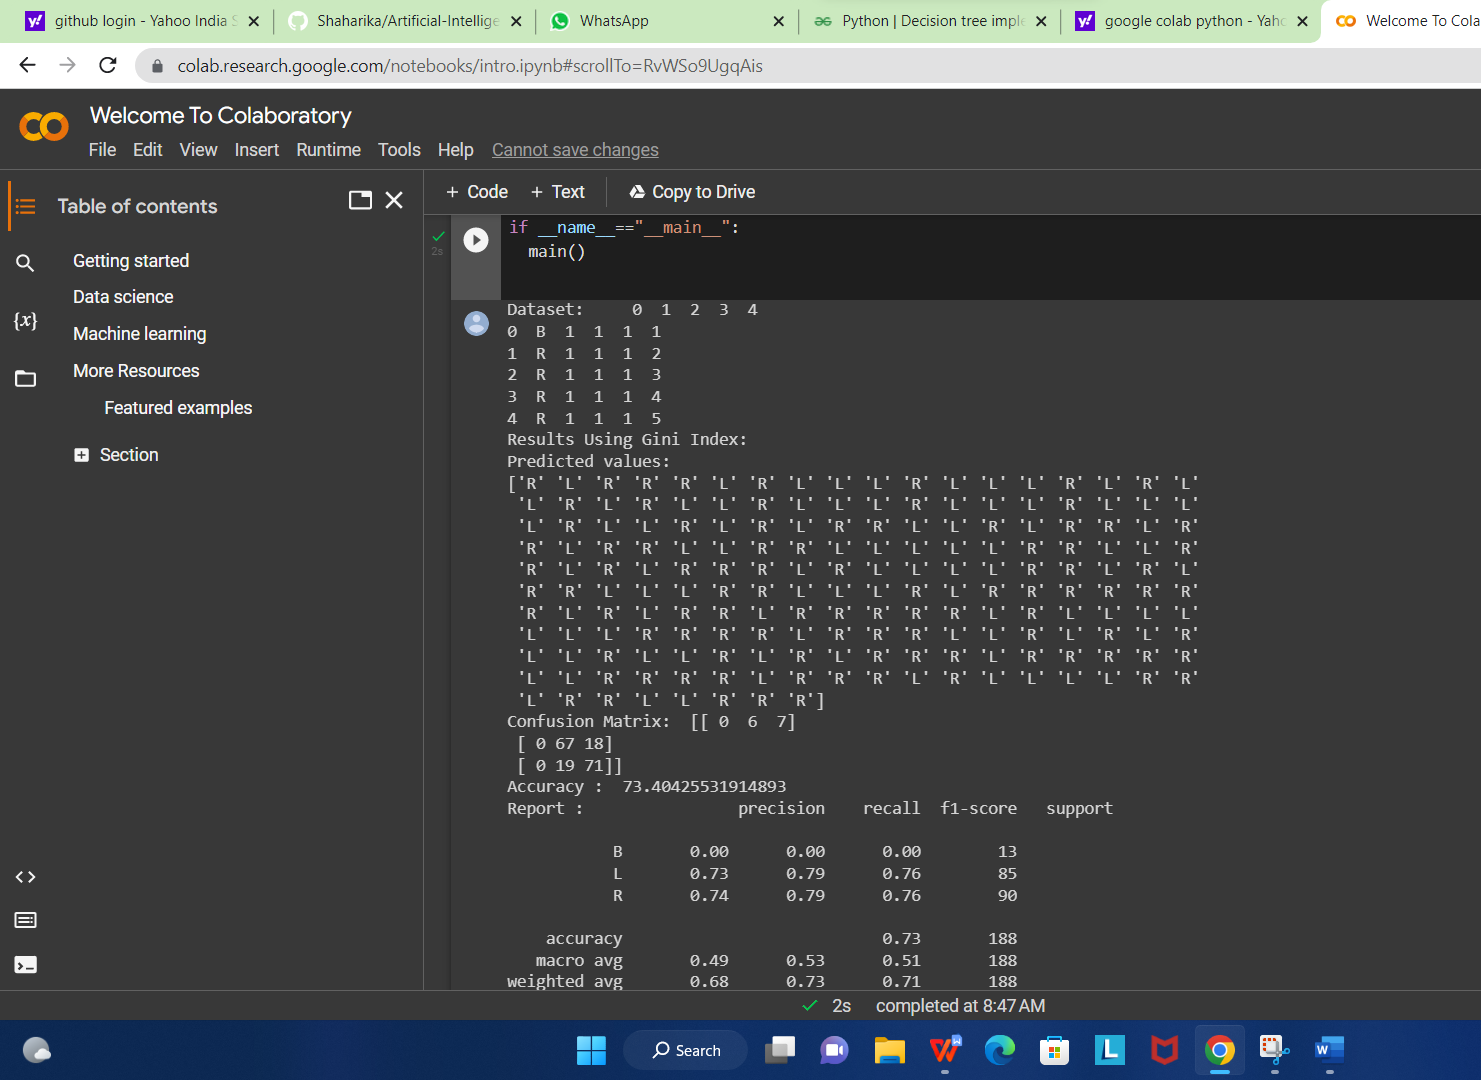 github login - Yahoo India S
Shaharika/Artificial-Intellige
WhatsApp
Python | Decision tree imple
google colab python - Yaho
Welcome To Cola
colab.research.google.com/notebooks/intro.ipynb#scrollTo=RvWSo9UgqAis
Welcome To Colaboratory
File Edit View Insert Runtime Tools Help Cannot save changes
Table of contents
Getting started
Data science
Machine learning
More Resources
Featured examples
Section
+ Code + Text Copy to Drive
2s
if __name__=="__main__":
main()
Dataset:     0  1  2  3  4
0  B  1  1  1  1
1  R  1  1  1  2
2  R  1  1  1  3
3  R  1  1  1  4
4  R  1  1  1  5
Results Using Gini Index:
Predicted values:
['R' 'L' 'R' 'R' 'R' 'L' 'R' 'L' 'L' 'L' 'R' 'L' 'L' 'L' 'R' 'L' 'R' 'L'
'L' 'R' 'L' 'R' 'L' 'L' 'R' 'L' 'L' 'L' 'R' 'L' 'L' 'L' 'R' 'L' 'L' 'L'
'L' 'R' 'L' 'L' 'R' 'L' 'R' 'L' 'R' 'R' 'L' 'L' 'R' 'L' 'R' 'R' 'L' 'R'
'R' 'L' 'R' 'R' 'L' 'L' 'R' 'R' 'L' 'L' 'L' 'L' 'L' 'R' 'R' 'L' 'L' 'R'
'R' 'L' 'R' 'L' 'R' 'R' 'R' 'L' 'R' 'L' 'L' 'L' 'L' 'R' 'R' 'L' 'R' 'L'
'R' 'R' 'L' 'L' 'L' 'R' 'R' 'L' 'L' 'L' 'R' 'L' 'R' 'R' 'R' 'R' 'R' 'R'
'R' 'L' 'R' 'L' 'R' 'R' 'L' 'R' 'R' 'R' 'R' 'R' 'L' 'R' 'L' 'L' 'L' 'L'
'L' 'L' 'L' 'R' 'R' 'R' 'R' 'L' 'R' 'R' 'R' 'L' 'L' 'R' 'L' 'R' 'L' 'R'
'L' 'L' 'R' 'L' 'L' 'R' 'L' 'R' 'L' 'R' 'R' 'R' 'L' 'R' 'R' 'R' 'R' 'R'
'L' 'L' 'R' 'R' 'R' 'R' 'L' 'R' 'R' 'R' 'L' 'R' 'L' 'L' 'L' 'L' 'R' 'R'
'L' 'R' 'R' 'L' 'L' 'R' 'R' 'R']
Confusion Matrix:  [[ 0  6  7]
[ 0 67 18]
[ 0 19 71]]
Accuracy :  73.40425531914893
Report :                precision    recall  f1-score   support
B       0.00      0.00      0.00        13
L       0.73      0.79      0.76        85
R       0.74      0.79      0.76        90
accuracy                           0.73       188
macro avg       0.49      0.53      0.51       188
weighted avg       0.68      0.73      0.71       188
2s completed at 8:47 AM
Search